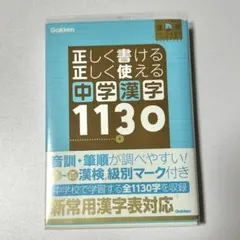 Gakken
正しく書ける
正しく使える
中学漢字
1130
音訓・筆順が調べやすい!
漢検級別マーク付き
中学校で学習する全1130字を収録
新常用漢字表対応
Gakken